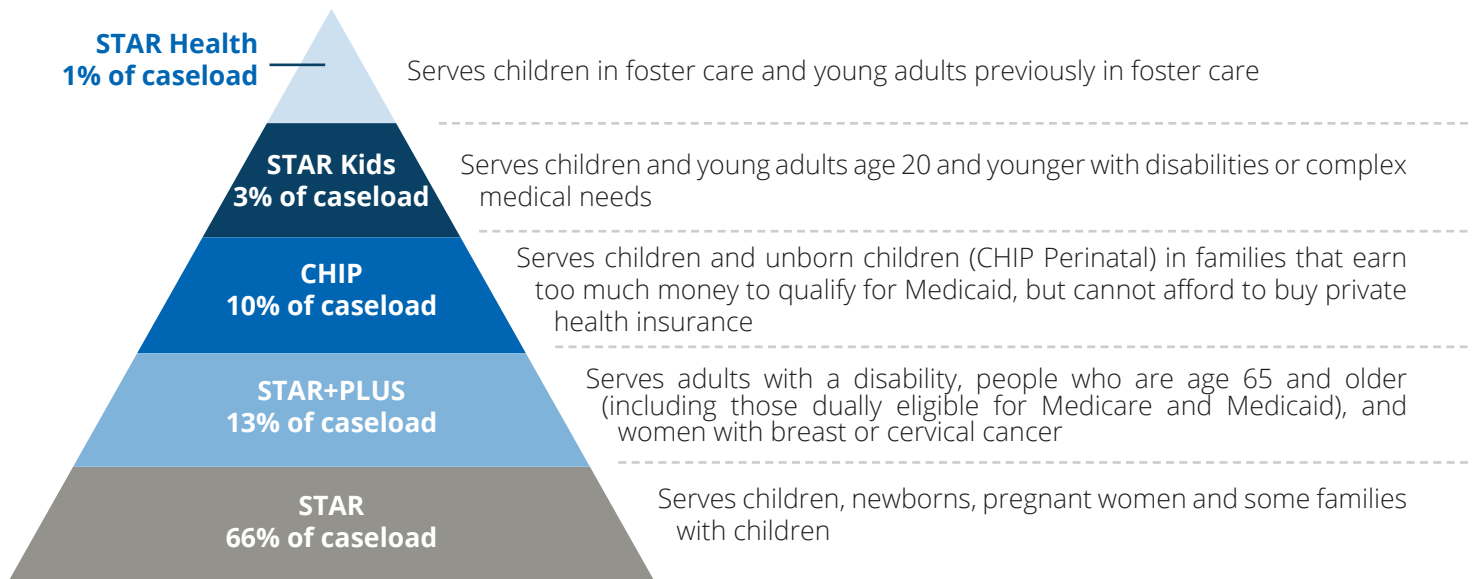 STAR Health
1% of caseload
Serves children in foster care and young adults previously in foster care
STAR Kids
3% of caseload
Serves children and young adults age 20 and younger with disabilities or complex
medical needs
CHIP
10% of caseload
Serves children and unborn children (CHIP Perinatal) in families that earn
too much money to qualify for Medicaid, but cannot afford to buy private
health insurance
STAR+PLUS
13% of caseload
Serves adults with a disability, people who are age 65 and older
(including those dually eligible for Medicare and Medicaid), and
women with breast or cervical cancer
STAR
66% of caseload
Serves children, newborns, pregnant women and some families
with children